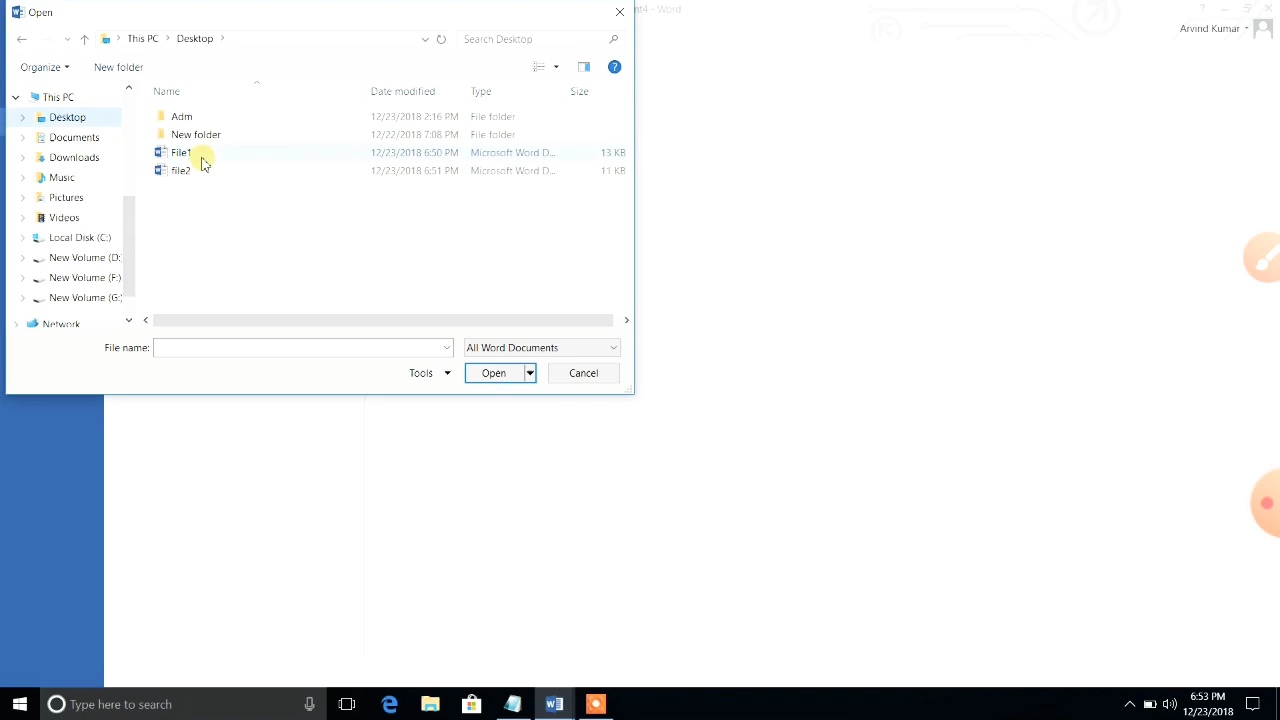 Open
nt4 - Word
Arvind Kumar
This PC
Desktop
Search Desktop
Organize
New folder
Name
Date modified
Type
Size
This PC
Desktop
Documents
Downloads
Music
Pictures
Videos
Local Disk (C:)
New Volume (D:
New Volume (F:)
New Volume (G:)
Network
Adm 12/23/2018 2:16 PM File folder
New folder 12/22/2018 7:08 PM File folder
File1 12/23/2018 6:50 PM Microsoft Word D... 13 KB
file2 12/23/2018 6:51 PM Microsoft Word D... 11 KB
File name:
All Word Documents
Tools
Open
Cancel
Type here to search
6:53 PM
12/23/2018